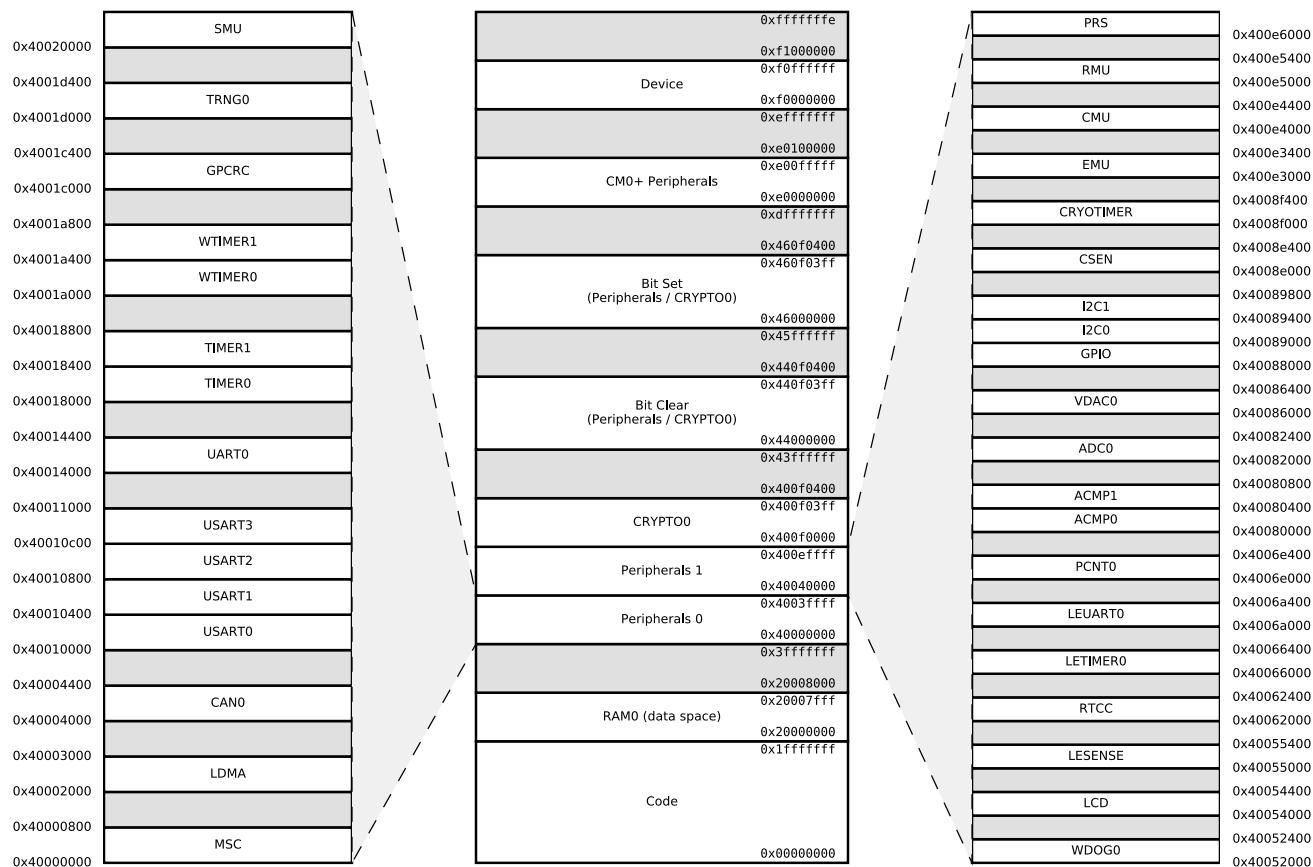 SMU
0x40020000
0x4001d400
TRNG0
0x4001d000
0x4001c400
GPCRC
0x4001c000
0x4001a800
WTIMER1
0x4001a400
WTIMER0
0x4001a000
0x40018800
TIMER1
0x40018400
TIMER0
0x40018000
0x40014400
UART0
0x40014000
0x40011000
USART3
0x40010c00
USART2
0x40010800
USART1
0x40010400
USART0
0x40010000
0x40004400
CAN0
0x40004000
0x40003000
LDMA
0x40002000
0x40000800
MSC
0x40000000
0xfffffffe
0xf1000000
0xf0ffffff
Device
0xf0000000
0xefffffff
0xe0100000
0xe00fffff
CM0+ Peripherals
0xe0000000
0xdfffffff
0x460f0400
0x460f03ff
Bit Set
(Peripherals / CRYPTO0)
0x46000000
0x45ffffff
0x440f0400
0x440f03ff
Bit Clear
(Peripherals / CRYPTO0)
0x44000000
0x43ffffff
0x400f0400
0x400f03ff
CRYPTO0
0x400f0000
0x400effff
Peripherals 1
0x40040000
0x4003ffff
Peripherals 0
0x40000000
0x3fffffff
0x20008000
0x20007fff
RAM0 (data space)
0x20000000
0x1fffffff
Code
0x00000000
PRS
0x400e6000
0x400e5400
RMU
0x400e5000
0x400e4400
CMU
0x400e4000
0x400e3400
EMU
0x400e3000
0x4008f400
CRYOTIMER
0x4008f000
0x4008e400
CSEN
0x4008e000
0x40089800
I2C1
0x40089400
I2C0
0x40089000
GPIO
0x40088000
0x40086400
VDAC0
0x40086000
0x40082400
ADC0
0x40082000
0x40080800
ACMP1
0x40080400
ACMP0
0x40080000
0x4006e400
PCNT0
0x4006e000
0x4006a400
LEUART0
0x4006a000
0x40066400
LETIMER0
0x40066000
0x40062400
RTCC
0x40062000
0x40055400
LESENSE
0x40055000
0x40054400
LCD
0x40054000
0x40052400
WDOG0
0x40052000